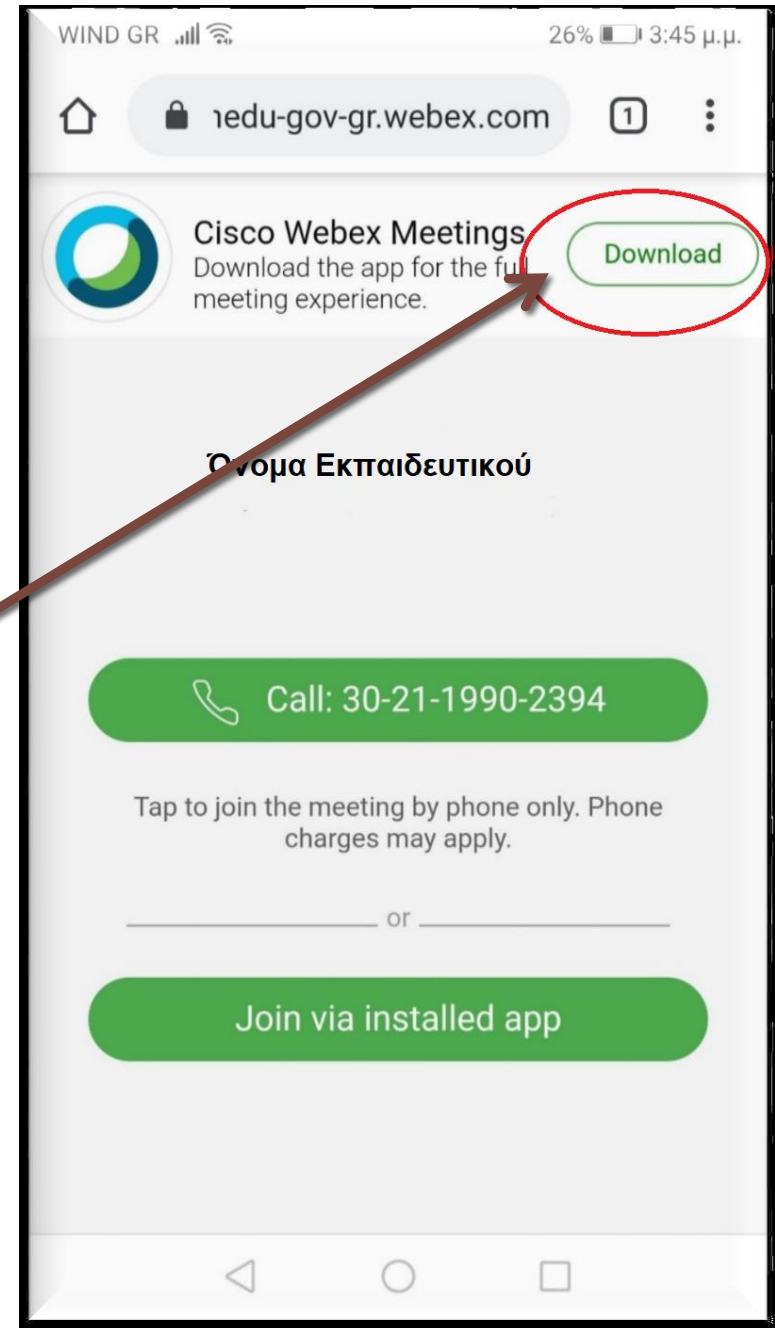 WIND GR 26% 3:45 μ.μ.
nedu-gov-gr.webex.com 1
Cisco Webex Meetings
Download the app for the full
meeting experience.
Download
Όνομα Εκπαιδευτικού
Call: 30-21-1990-2394
Tap to join the meeting by phone only. Phone
charges may apply.
or
Join via installed app